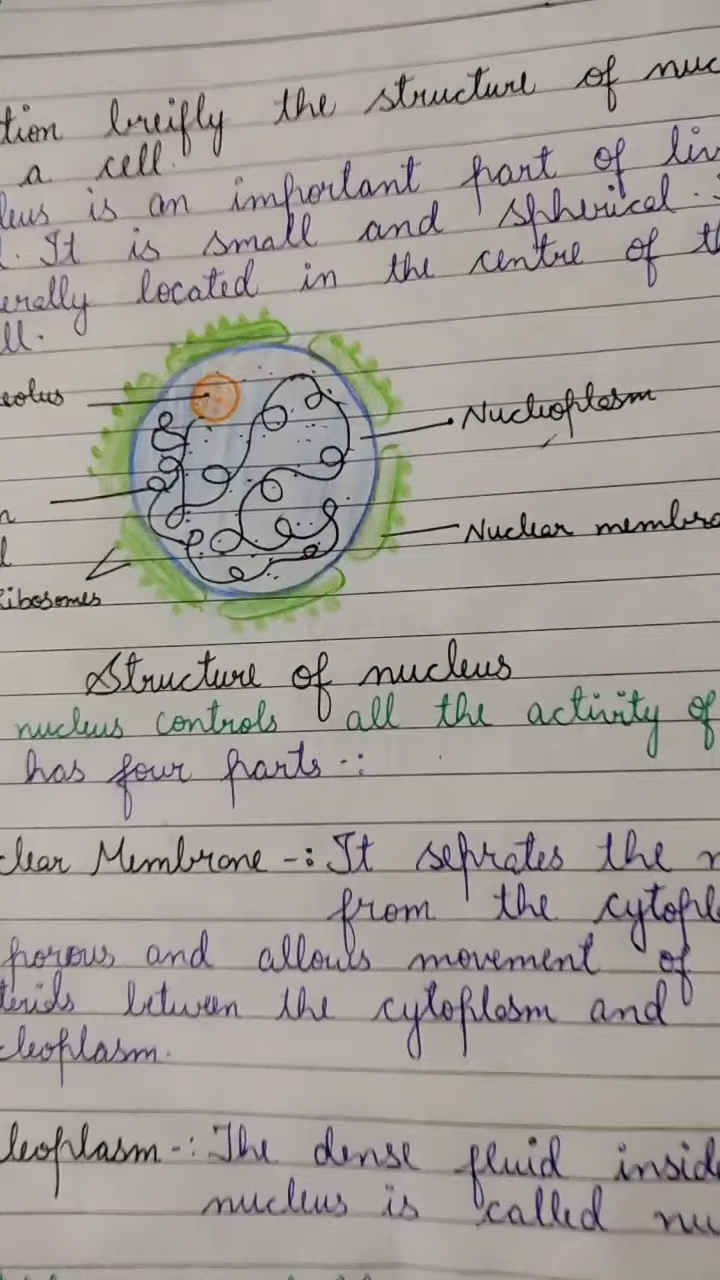 tion breifly the structure of nuc
a cell.
leus is an important part of liv
l. It is small and spherical.
erally located in the centre of th
ll.
eolus
Nucleoplasm
n
l
Nuclear membra
Ribosomes
Structure of nucleus
nucleus controls all the activity of
has four parts -:
clear Membrane -: It seprates the n
from the cytopl
porous and allows movement of
terids between the cytoplasm and
cleoplasm.
leoplasm -: The dense fluid insid
nucleus is called nu